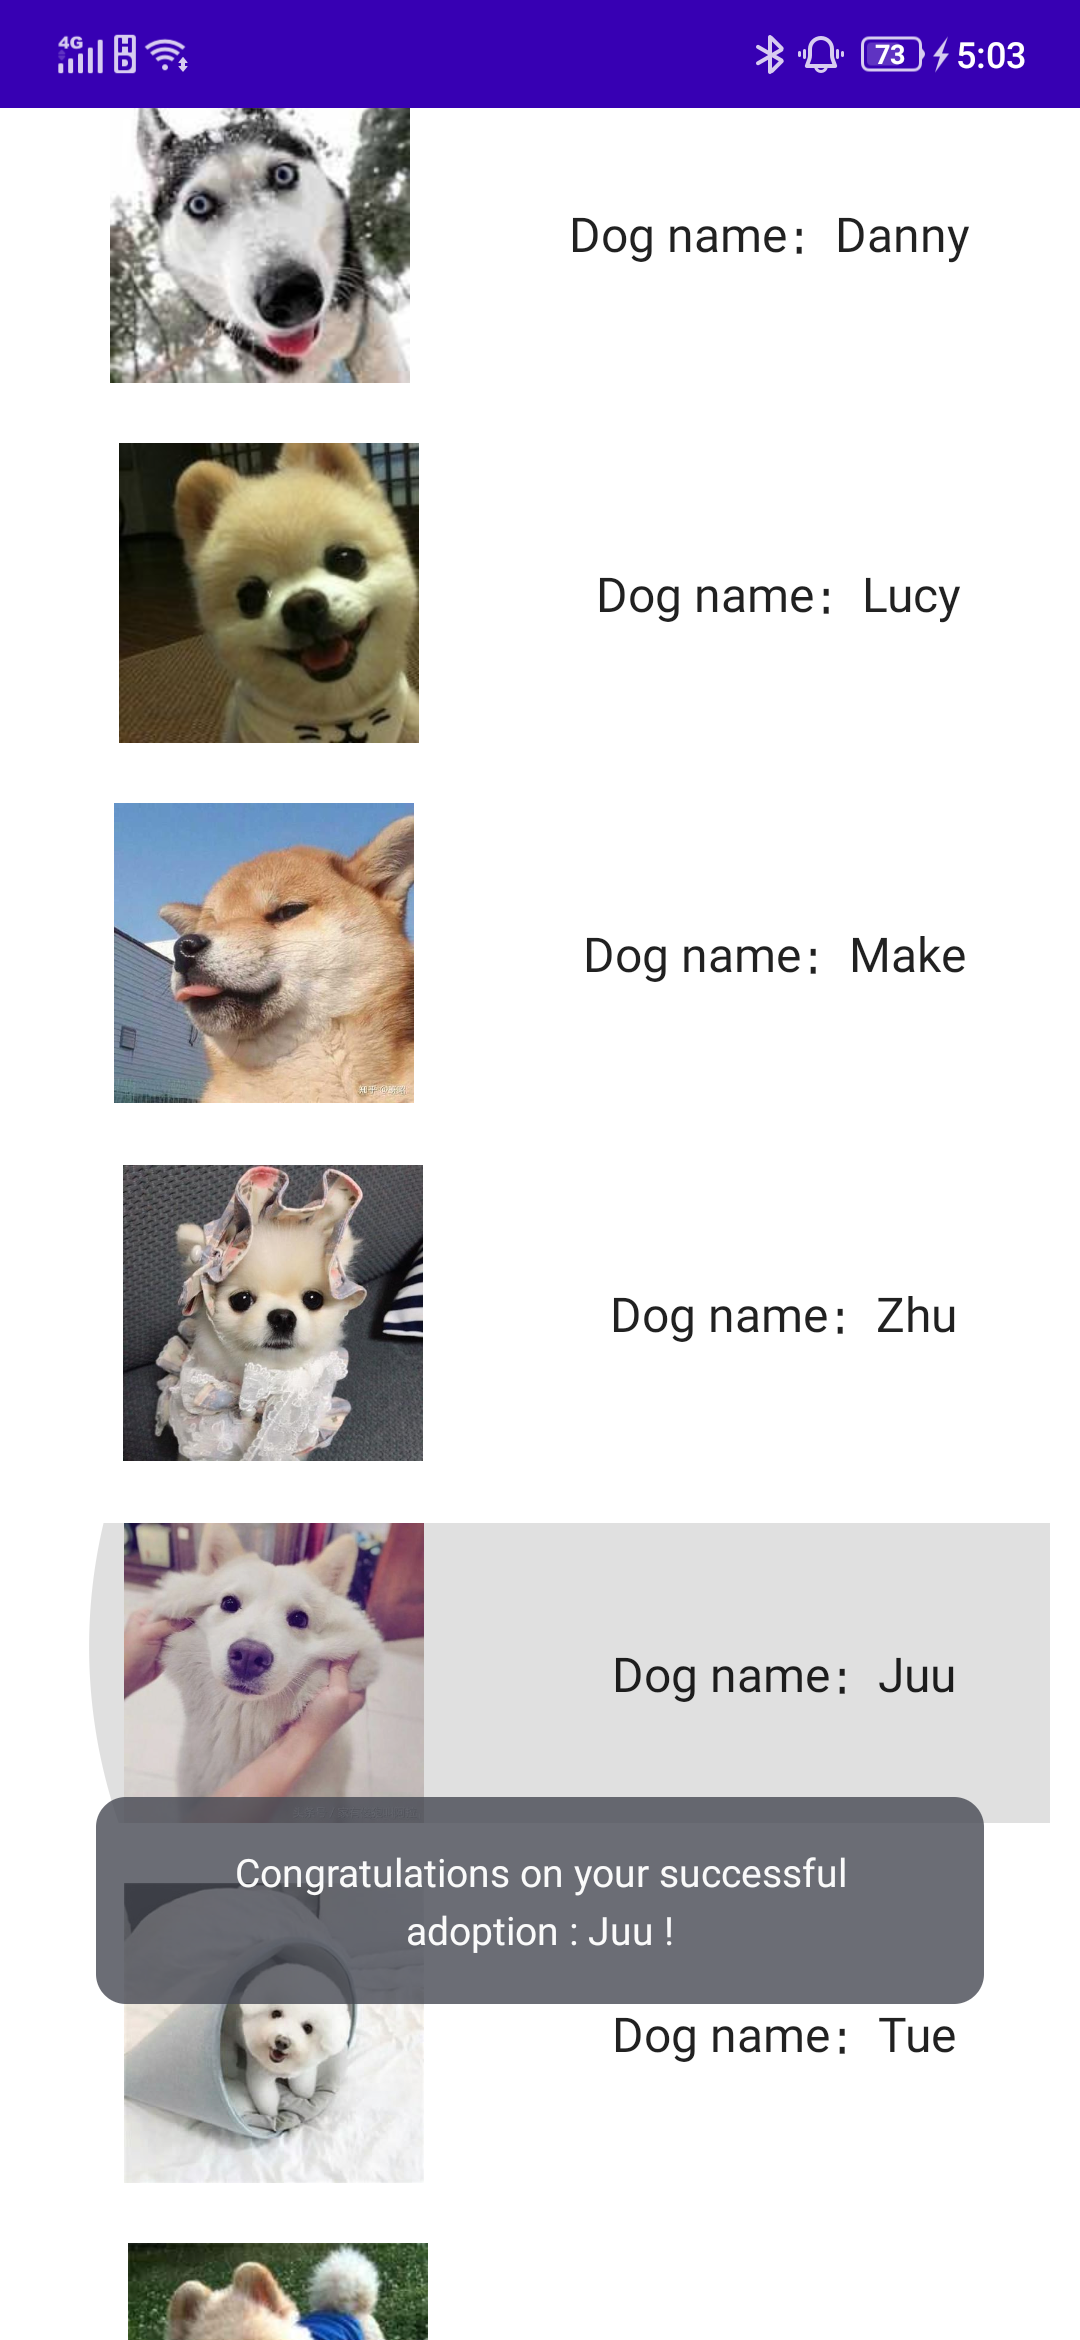 4G HD 73 5:03
Dog name： Danny
Dog name： Lucy
Dog name： Make
Dog name： Zhu
Dog name： Juu
Congratulations on your successful
adoption : Juu !
Dog name： Tue